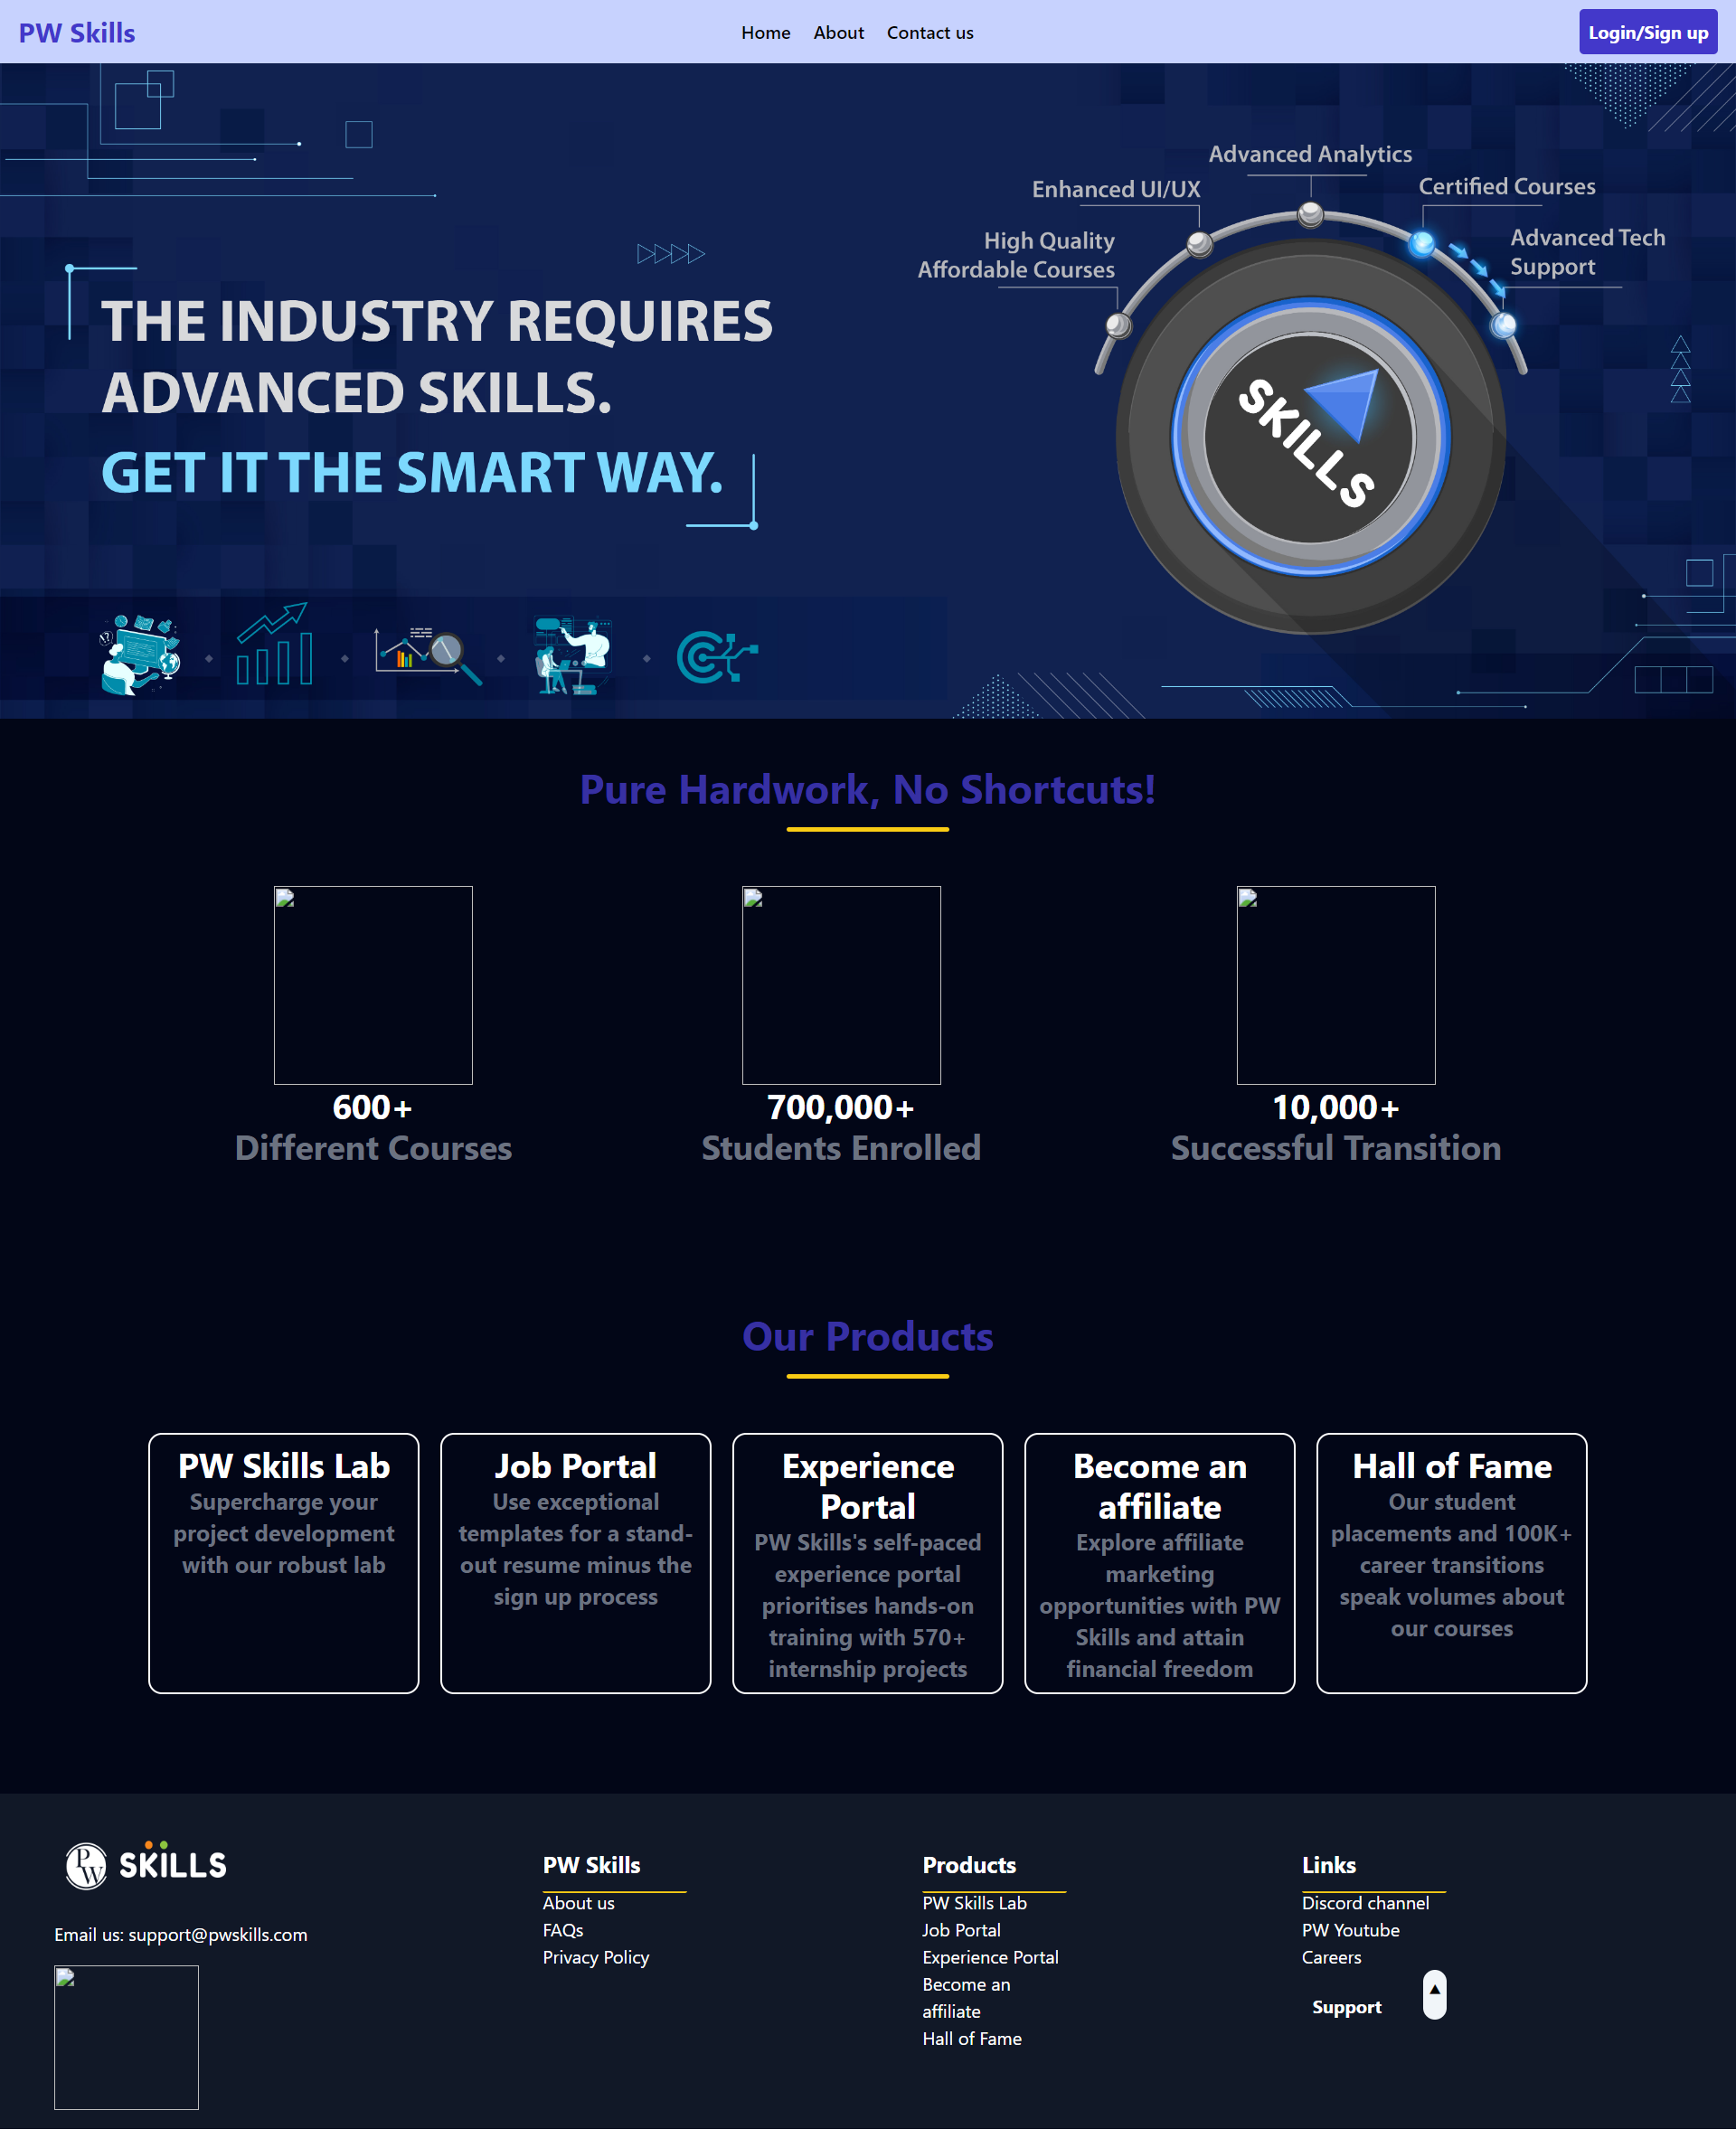 PW Skills
Home About Contact us
Login/Sign up
Advanced Analytics
Enhanced UI/UX
Certified Courses
High Quality
Affordable Courses
Advanced Tech
Support
THE INDUSTRY REQUIRES
ADVANCED SKILLS.
GET IT THE SMART WAY.
SKILLS
Pure Hardwork, No Shortcuts!
600+
Different Courses
700,000+
Students Enrolled
10,000+
Successful Transition
Our Products
PW Skills Lab
Supercharge your
project development
with our robust lab
Job Portal
Use exceptional
templates for a stand-
out resume minus the
sign up process
Experience
Portal
PW Skills's self-paced
experience portal
prioritises hands-on
training with 570+
internship projects
Become an
affiliate
Explore affiliate
marketing
opportunities with PW
Skills and attain
financial freedom
Hall of Fame
Our student
placements and 100K+
career transitions
speak volumes about
our courses
PW SKILLS
Email us: support@pwskills.com
PW Skills
About us
FAQs
Privacy Policy
Products
PW Skills Lab
Job Portal
Experience Portal
Become an
affiliate
Hall of Fame
Links
Discord channel
PW Youtube
Careers
Support